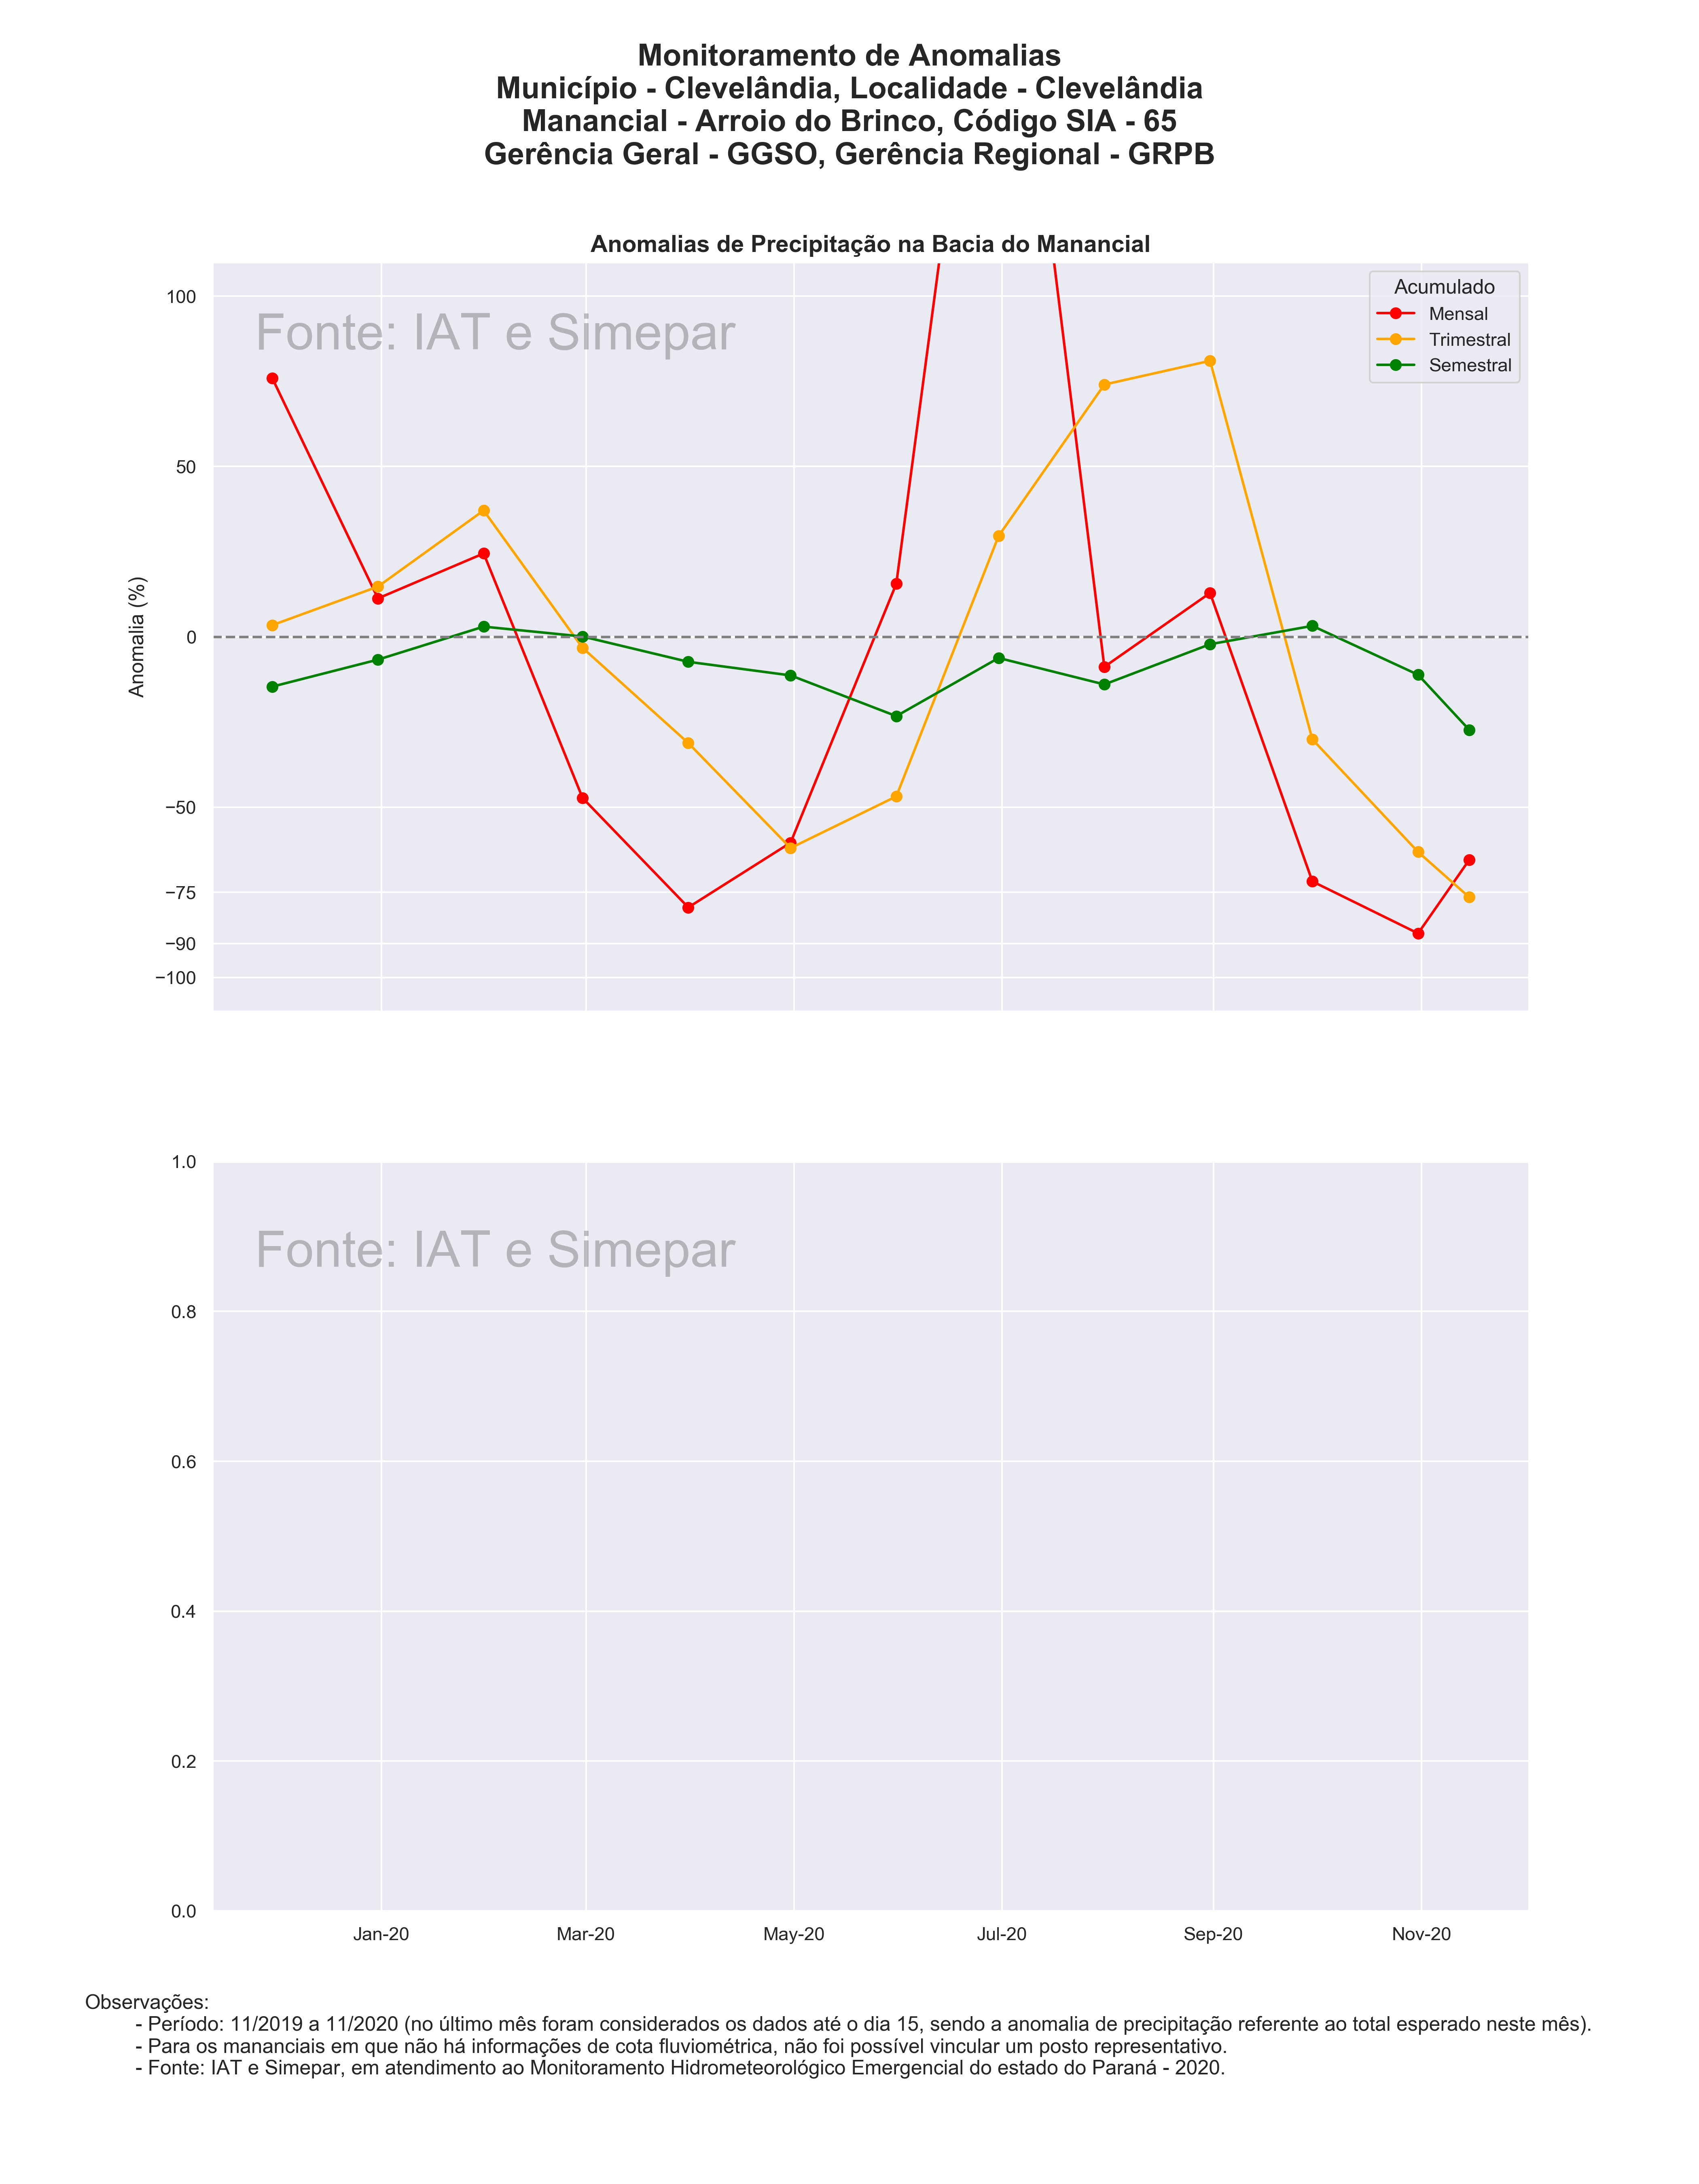 Monitoramento de Anomalias
Município - Clevelândia, Localidade - Clevelândia
Manancial - Arroio do Brinco, Código SIA - 65
Gerência Geral - GGSO, Gerência Regional - GRPB
Anomalias de Precipitação na Bacia do Manancial
Fonte: IAT e Simepar
Acumulado
Mensal
Trimestral
Semestral
Anomalia (%)
100
50
0
−50
−75
−90
−100
Fonte: IAT e Simepar
1.0
0.8
0.6
0.4
0.2
0.0
Jan-20 Mar-20 May-20 Jul-20 Sep-20 Nov-20
Observações:
- Período: 11/2019 a 11/2020 (no último mês foram considerados os dados até o dia 15, sendo a anomalia de precipitação referente ao total esperado neste mês).
- Para os mananciais em que não há informações de cota fluviométrica, não foi possível vincular um posto representativo.
- Fonte: IAT e Simepar, em atendimento ao Monitoramento Hidrometeorológico Emergencial do estado do Paraná - 2020.